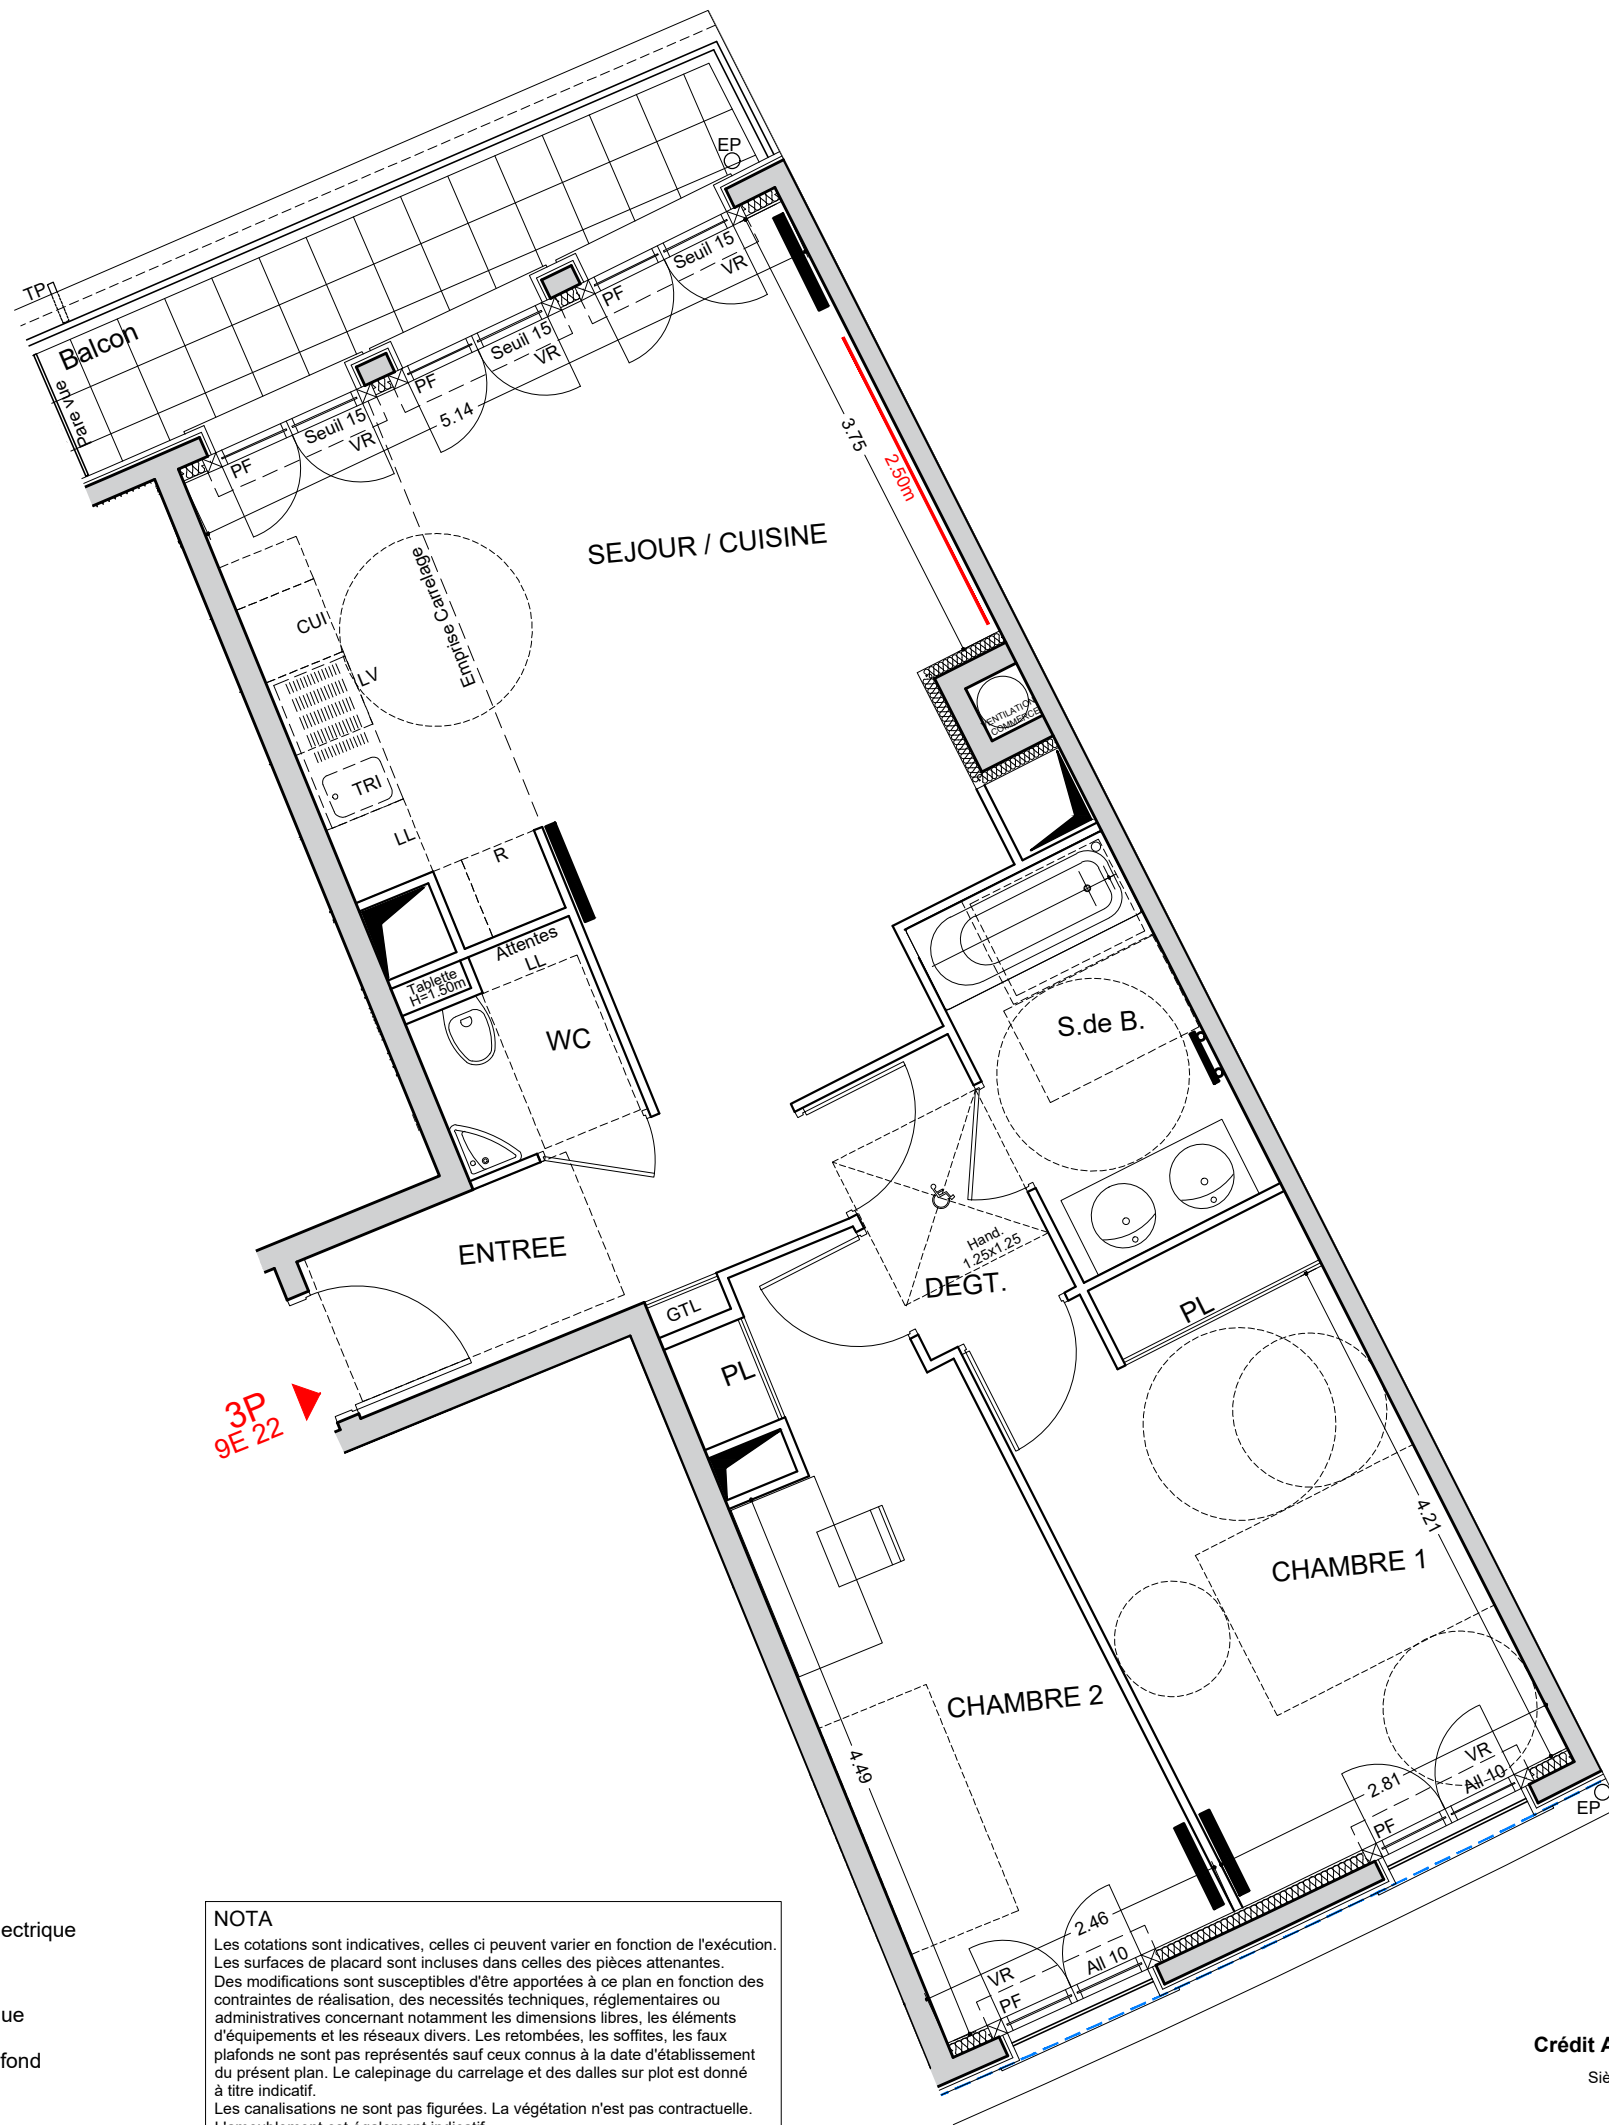 EP
TP
Balcon
Pare vue
Seuil 15
VR
PF
Seuil 15
VR
PF
Seuil 15
VR
PF
5.14
3.75
2.50m
SEJOUR / CUISINE
Emprise Carrelage
CUI
LV
TRI
LL
R
VENTILATION
COMMERCE
Attentes
LL
Tablette
H=1.50m
WC
S.de B.
ENTREE
Hand.
1.25x1.25
DEGT.
GTL
PL
PL
3P
9E 22
4.21
CHAMBRE 1
CHAMBRE 2
4.49
VR
All 10
2.81
PF
EP
2.46
All 10
VR
PF
ectrique
ue
fond
NOTA
Les cotations sont indicatives, celles ci peuvent varier en fonction de l'exécution.
Les surfaces de placard sont incluses dans celles des pièces attenantes.
Des modifications sont susceptibles d'être apportées à ce plan en fonction des
contraintes de réalisation, des necessités techniques, réglementaires ou
administratives concernant notamment les dimensions libres, les éléments
d'équipements et les réseaux divers. Les retombées, les soffites, les faux
plafonds ne sont pas représentés sauf ceux connus à la date d'établissement
du présent plan. Le calepinage du carrelage et des dalles sur plot est donné
à titre indicatif.
Les canalisations ne sont pas figurées. La végétation n'est pas contractuelle.
L'ameublement est également indicatif.
Crédit A
Siè